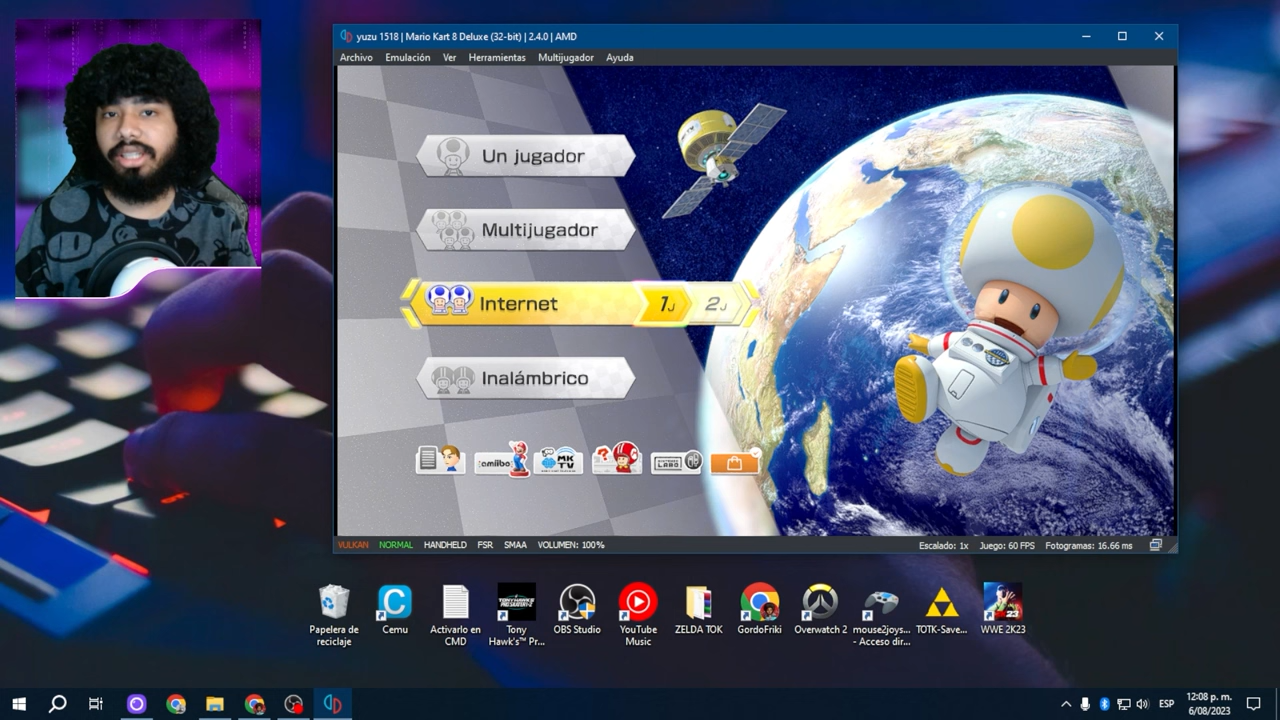 yuzu 1518 | Mario Kart 8 Deluxe (32-bit) | 2.4.0 | AMD
Archivo Emulación Ver Herramientas Multijugador Ayuda
Un jugador
Multijugador
Internet 1J 2J
Inalámbrico
amiibo MK TV ? LABO
VULKAN NORMAL HANDHELD FSR SMAA VOLUMEN: 100% Escalado: 1x Juego: 60 FPS Fotogramas: 16.66 ms
Papelera de reciclaje
Cemu
Activarlo en CMD
Tony Hawk's™ Pr...
OBS Studio
YouTube Music
ZELDA TOK
GordoFriki
Overwatch 2
mouse2joys... - Acceso dir...
TOTK-Save...
WWE 2K23
ESP
12:08 p. m.
6/08/2023